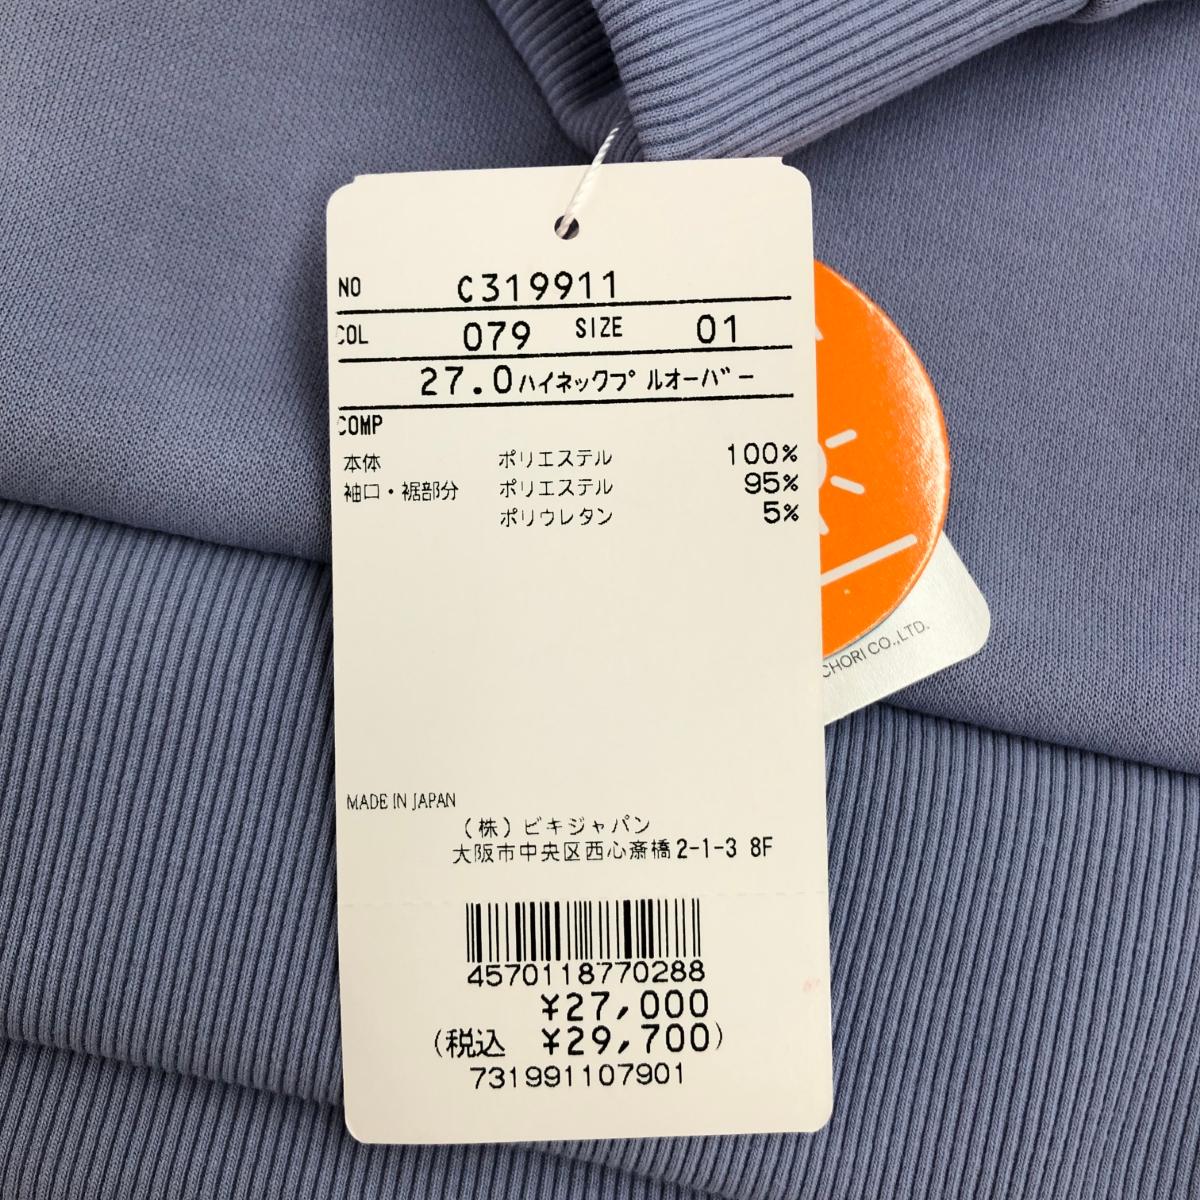 NO C319911
COL 079 SIZE 01
27.0ハイネックプルオーバー
COMP
本体 ポリエステル 100%
袖口・裾部分 ポリエステル 95%
ポリウレタン 5%
MADE IN JAPAN
(株)ビキジャパン
大阪市中央区西心斎橋2-1-3 8F
4570118770288
¥27,000
(税込 ¥29,700)
731991107901
CHORI CO.,LTD.